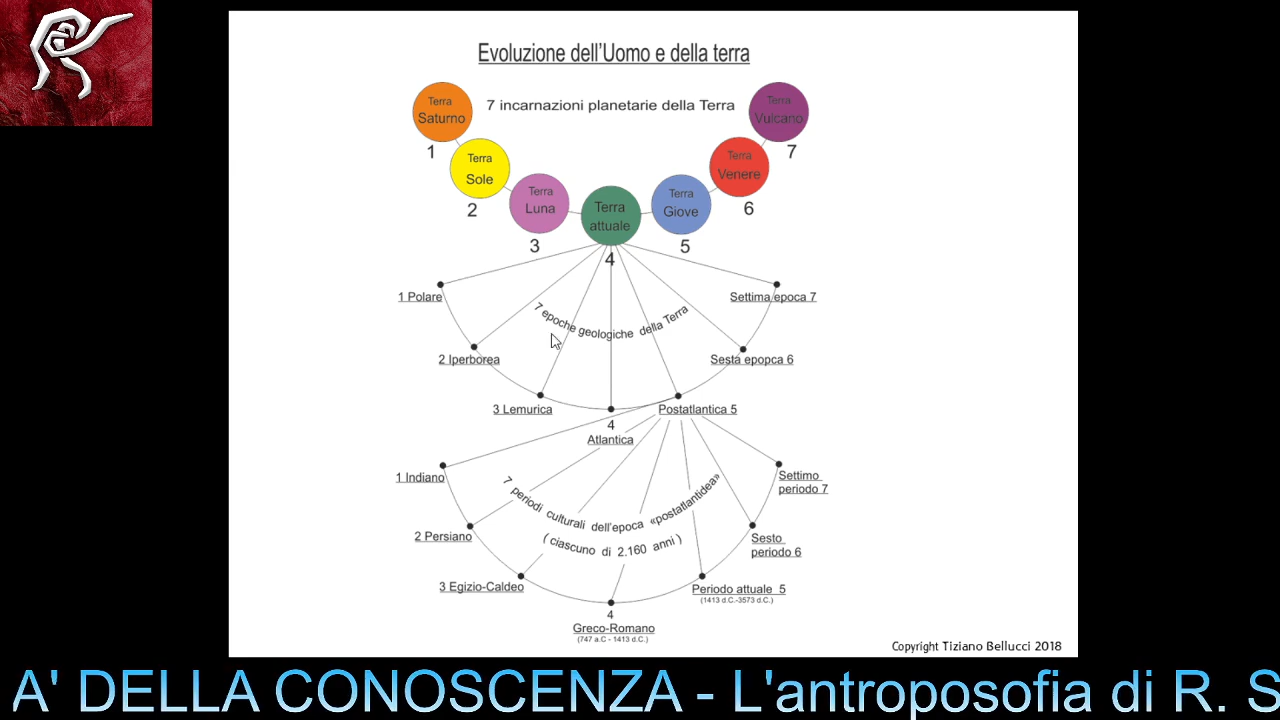 Evoluzione dell'Uomo e della terra
7 incarnazioni planetarie della Terra
Terra
Saturno
1
Terra
Sole
2
Terra
Luna
3
Terra
attuale
4
Terra
Giove
5
Terra
Venere
6
Terra
Vulcano
7
1 Polare
2 Iperborea
3 Lemurica
4
Atlantica
Postatlantica 5
Sesta epopca 6
Settima epoca 7
7 epoche geologiche della Terra
1 Indiano
2 Persiano
3 Egizio-Caldeo
4
Greco-Romano
(747 a.C - 1413 d.C.)
Periodo attuale 5
(1413 d.C.-3573 d.C.)
Sesto
periodo 6
Settimo
periodo 7
7 periodi culturali dell'epoca «postatlantidea»
( ciascuno di 2.160 anni )
Copyright Tiziano Bellucci 2018
A' DELLA CONOSCENZA - L'antroposofia di R. S